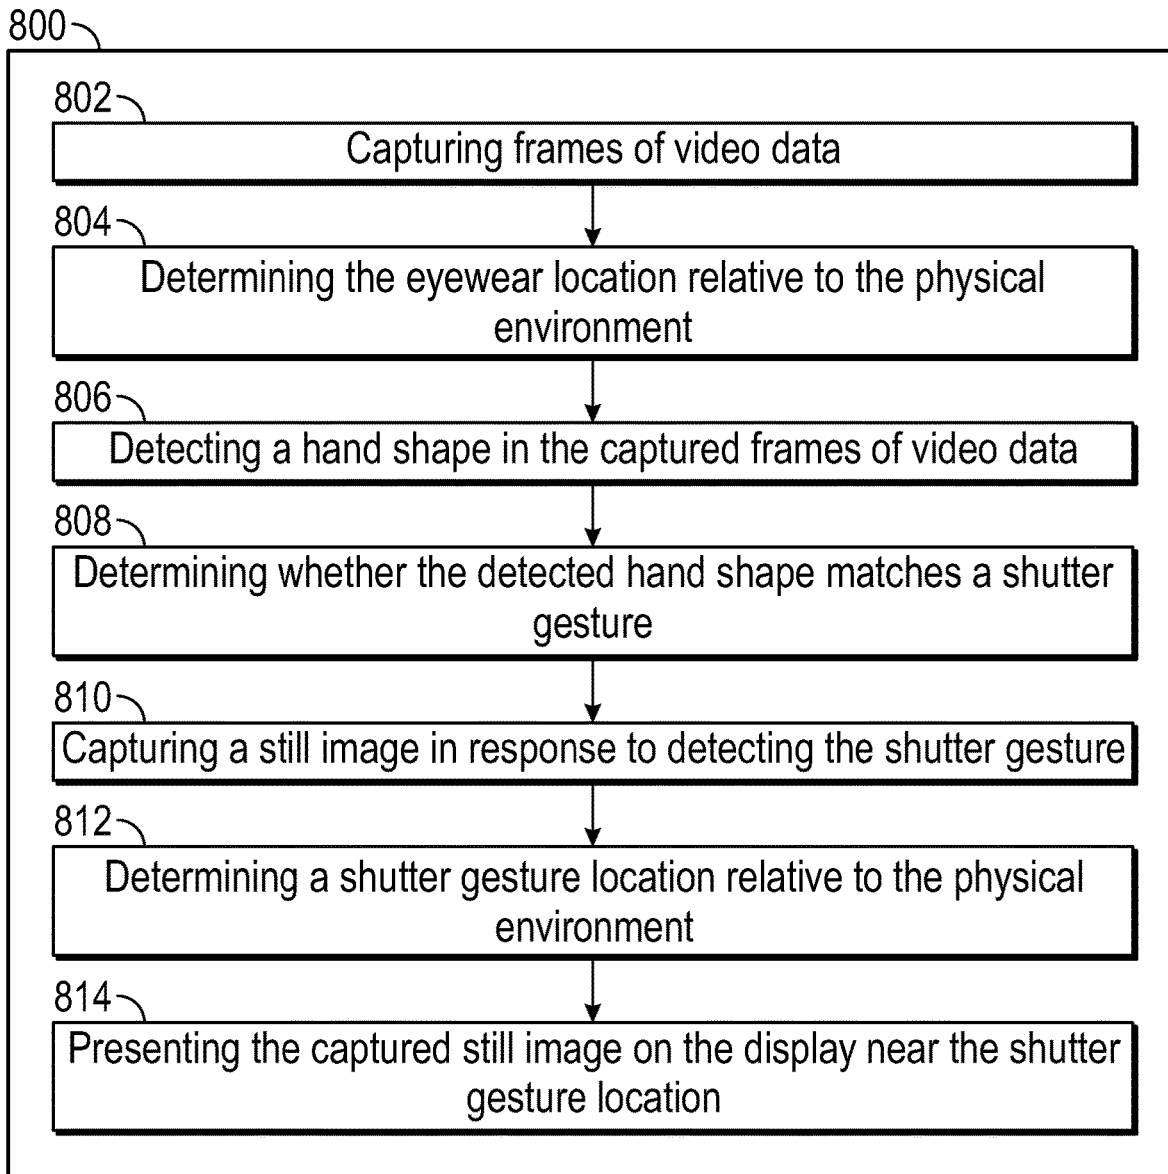 800
802
Capturing frames of video data
804
Determining the eyewear location relative to the physical
environment
806
Detecting a hand shape in the captured frames of video data
808
Determining whether the detected hand shape matches a shutter
gesture
810
Capturing a still image in response to detecting the shutter gesture
812
Determining a shutter gesture location relative to the physical
environment
814
Presenting the captured still image on the display near the shutter
gesture location